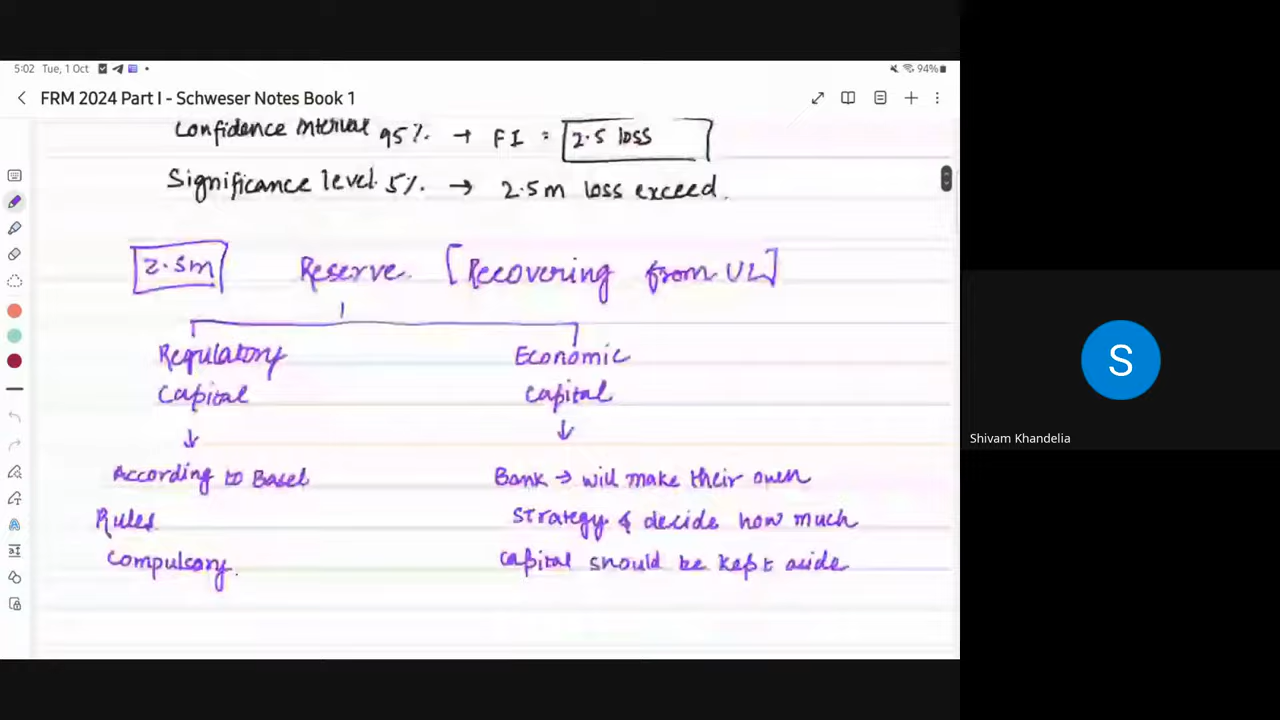 5:02 Tue, 1 Oct
94%
FRM 2024 Part I - Schweser Notes Book 1
Confidence Interval 95% → FI = 2.5 loss
Significance level 5% → 2.5m loss exceed.
2.5m Reserve [Recovering from UL]
Regulatory Economic
Capital Capital
↓ ↓
According to Basel Bank → will make their own
Rules strategy & decide how much
Compulsory. capital should be kept aside
S
Shivam Khandelia